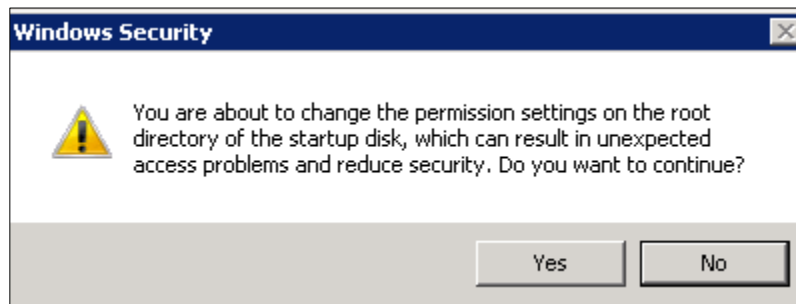 Windows Security
You are about to change the permission settings on the root
directory of the startup disk, which can result in unexpected
access problems and reduce security. Do you want to continue?
Yes
No